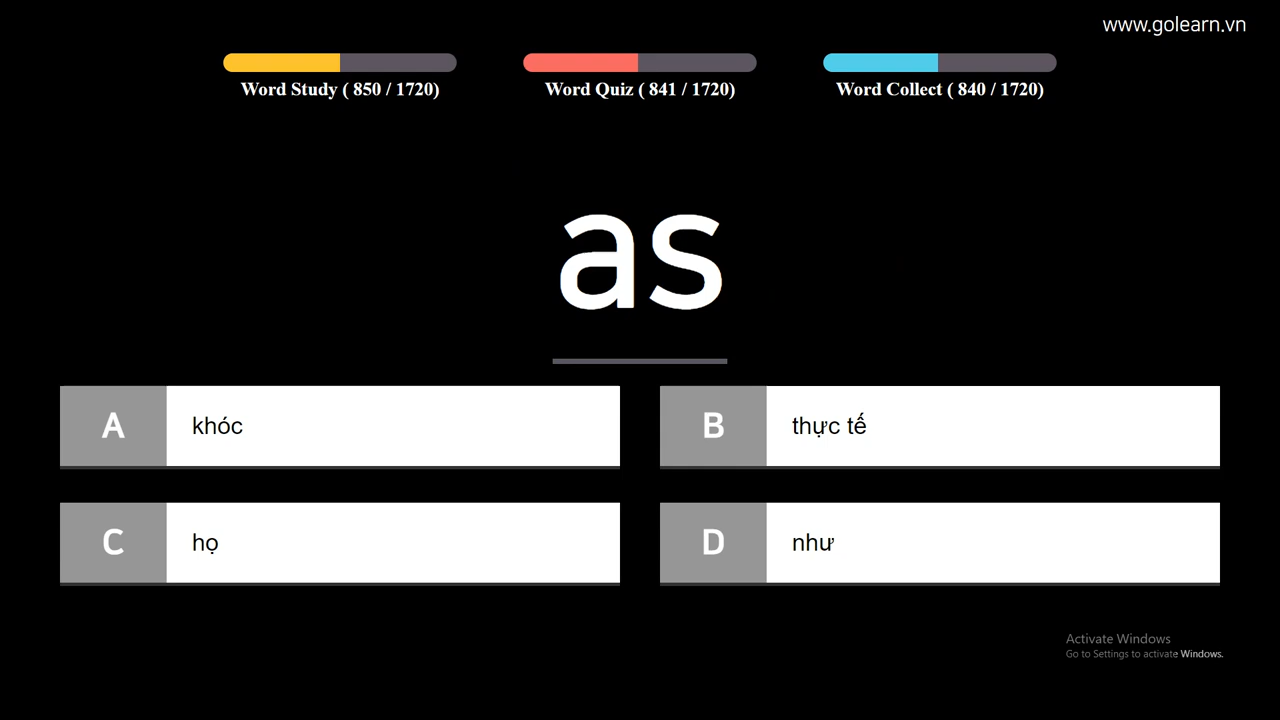 www.golearn.vn
Word Study ( 850 / 1720)
Word Quiz ( 841 / 1720)
Word Collect ( 840 / 1720)
as
A khóc
B thực tế
C họ
D như
Activate Windows
Go to Settings to activate Windows.